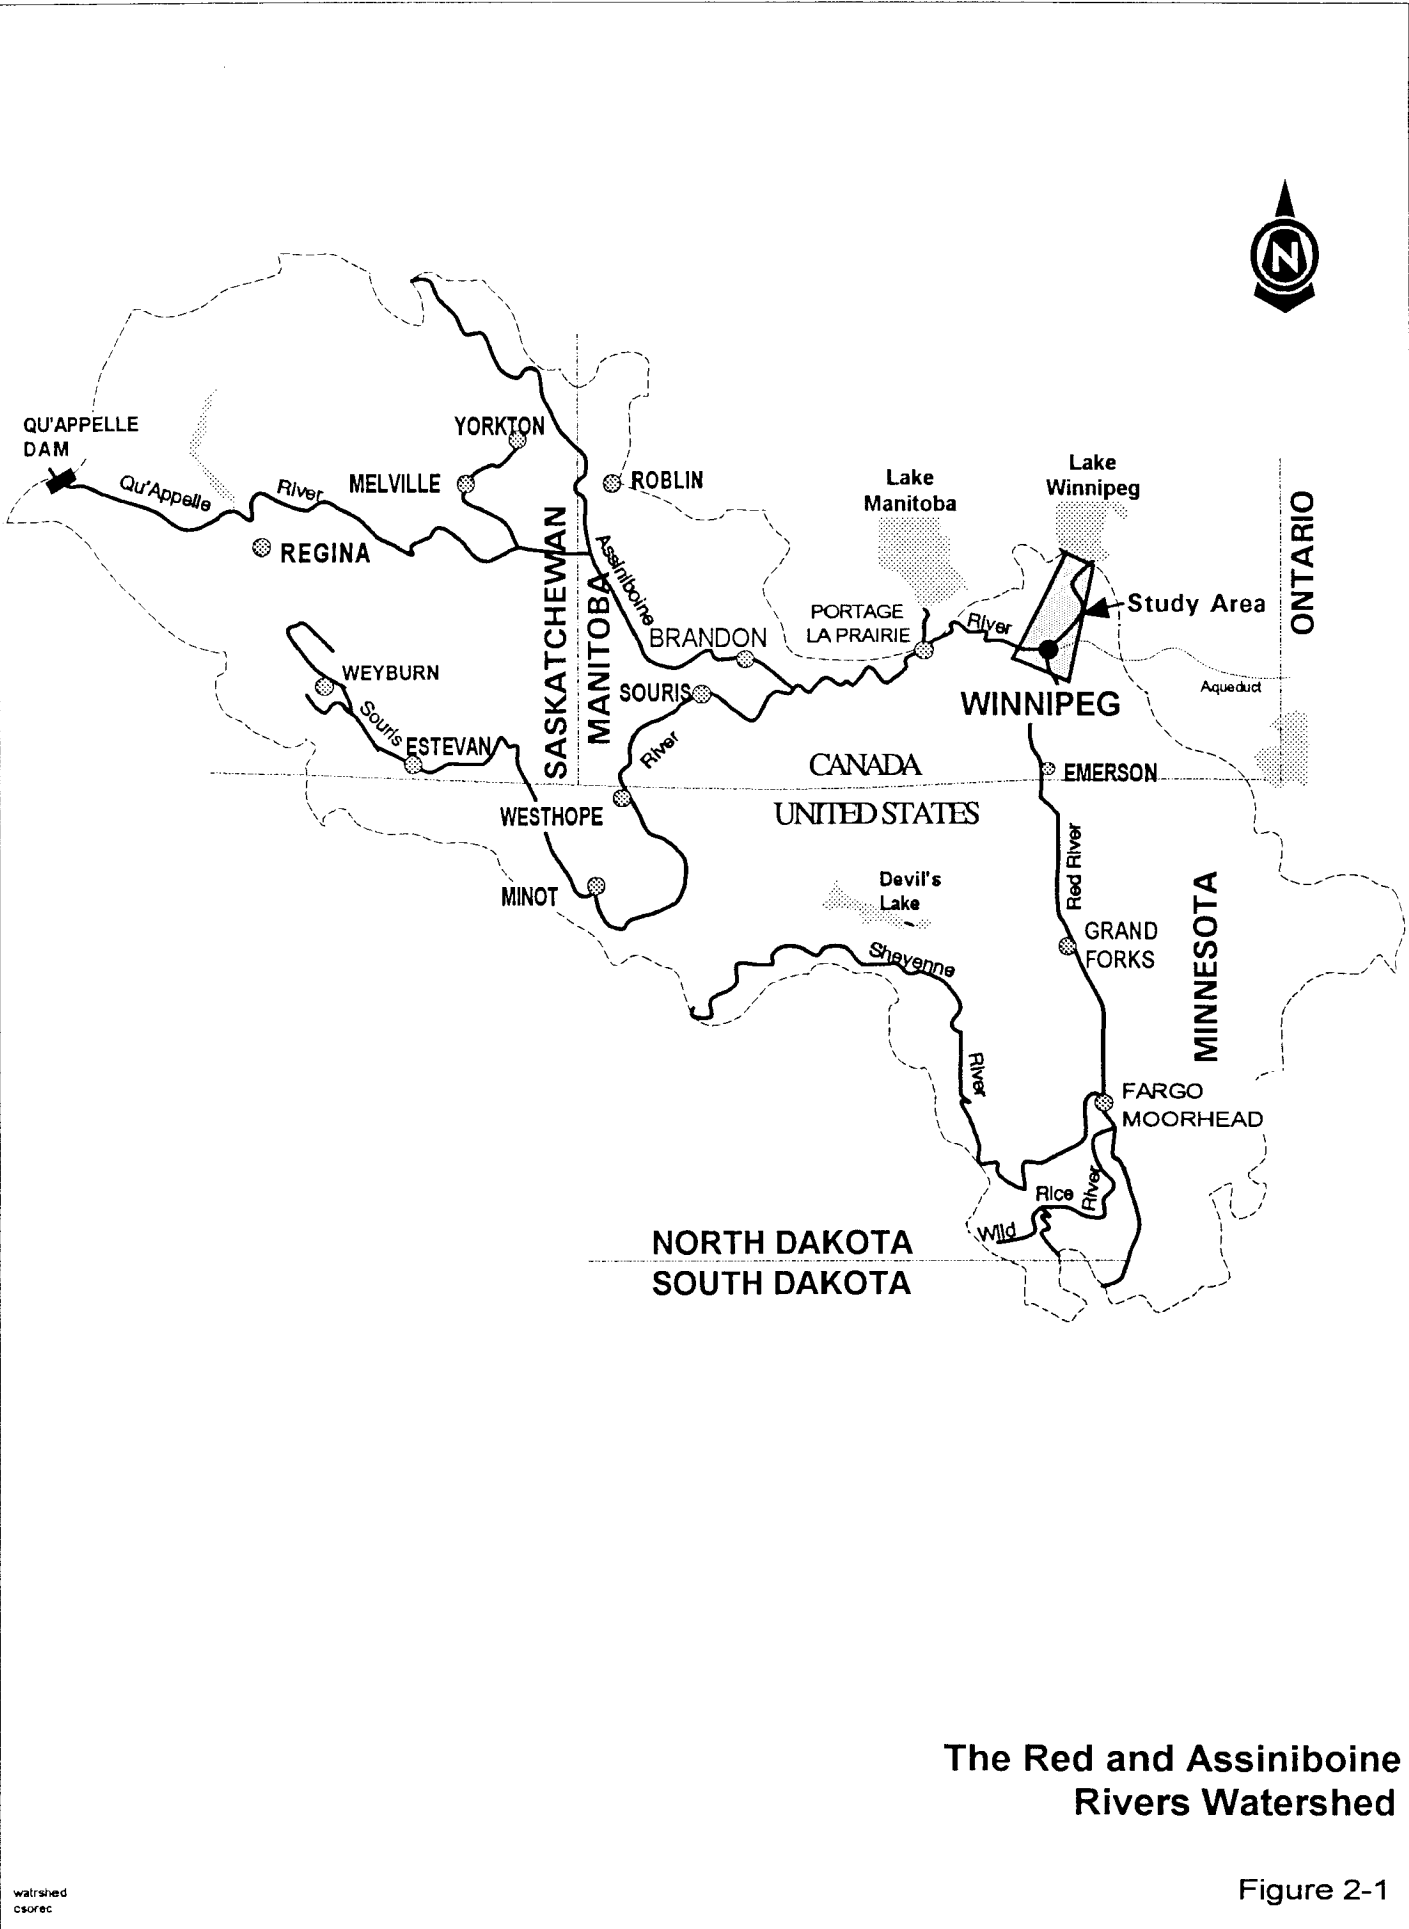 N
QU'APPELLE
DAM
YORKTON
MELVILLE
Qu'Appelle
River
REGINA
ROBLIN
Lake
Manitoba
Lake
Winnipeg
ONTARIO
SASKATCHEWAN
MANITOBA
Assiniboine
Study Area
PORTAGE
LA PRAIRIE
River
BRANDON
WEYBURN
SOURIS
Aqueduct
WINNIPEG
Souris
ESTEVAN
River
CANADA
EMERSON
UNITED STATES
WESTHOPE
Red River
Devil's
Lake
MINOT
MINNESOTA
GRAND
FORKS
Sheyenne
River
FARGO
MOORHEAD
Rice
River
Wild
NORTH DAKOTA
SOUTH DAKOTA
The Red and Assiniboine
Rivers Watershed
Figure 2-1
watrshed
csorec